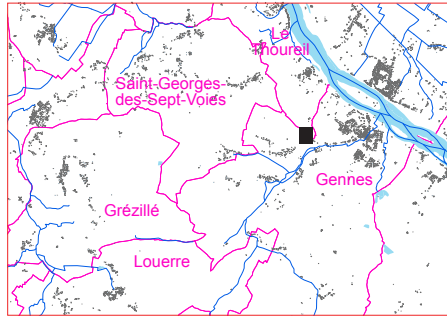 Le
Thoureil
Saint-Georges-
des-Sept-Voies
Gennes
Grézillé
Louerre